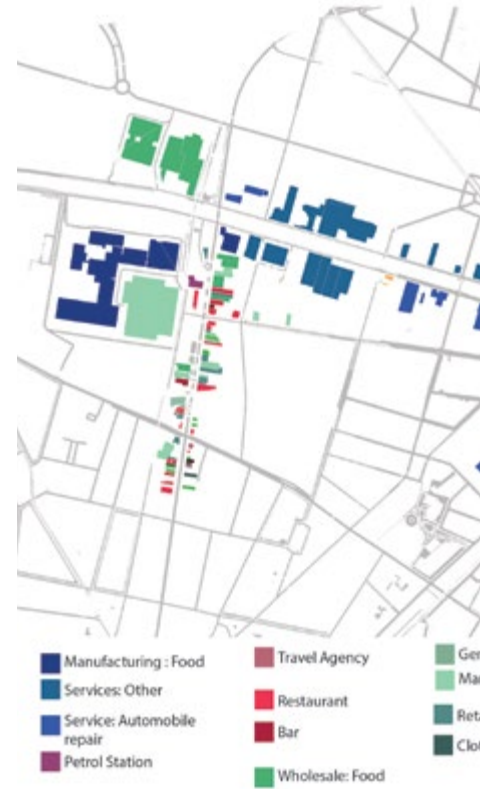 Manufacturing : Food
Services: Other
Service: Automobile
repair
Petrol Station
Travel Agency
Restaurant
Bar
Wholesale: Food